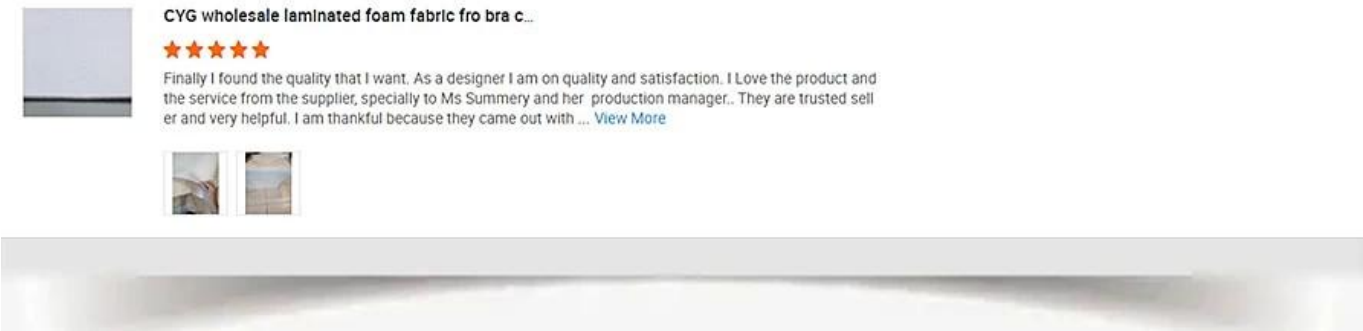 CYG wholesale laminated foam fabric fro bra c...
Finally I found the quality that I want. As a designer I am on quality and satisfaction. I Love the product and
the service from the supplier, specially to Ms Summery and her production manager.. They are trusted sell
er and very helpful. I am thankful because they came out with ... View More